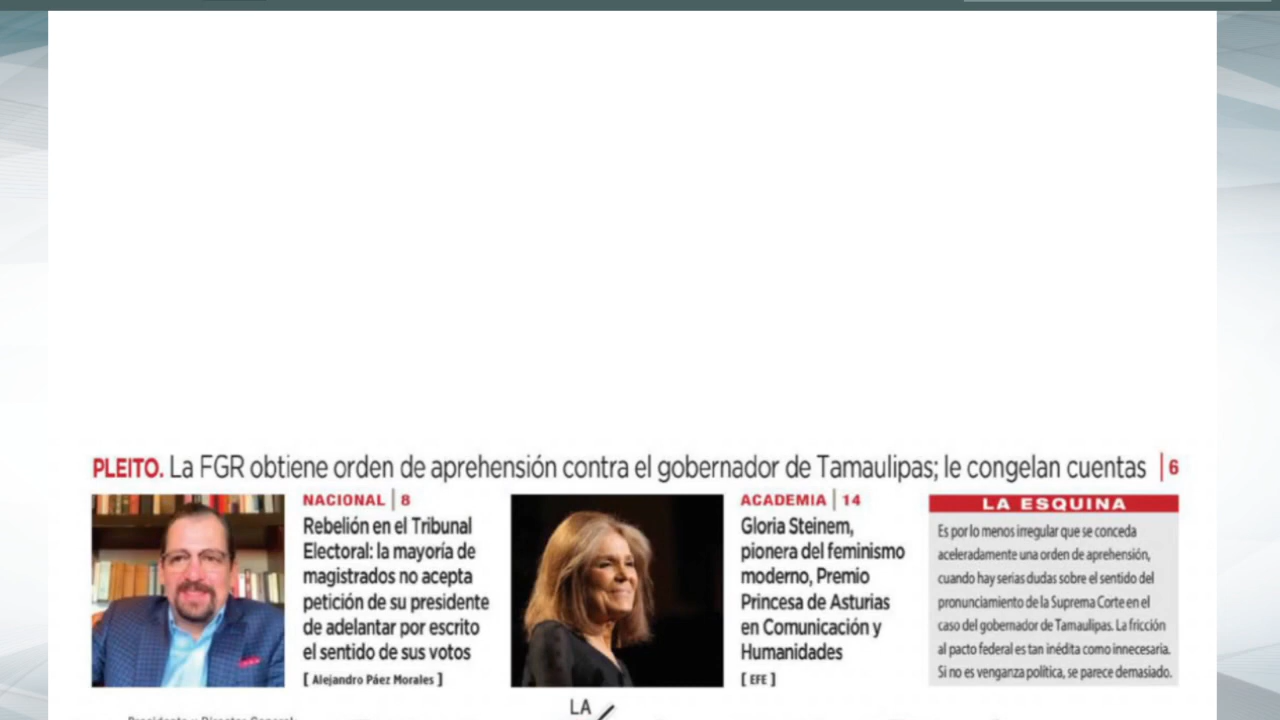 PLEITO. La FGR obtiene orden de aprehensión contra el gobernador de Tamaulipas; le congelan cuentas | 6
NACIONAL | 8
Rebelión en el Tribunal
Electoral: la mayoría de
magistrados no acepta
petición de su presidente
de adelantar por escrito
el sentido de sus votos
[ Alejandro Páez Morales ]
ACADEMIA | 14
Gloria Steinem,
pionera del feminismo
moderno, Premio
Princesa de Asturias
en Comunicación y
Humanidades
[ EFE ]
LA ESQUINA
Es por lo menos irregular que se conceda
aceleradamente una orden de aprehensión,
cuando hay serias dudas sobre el sentido del
pronunciamiento de la Suprema Corte en el
caso del gobernador de Tamaulipas. La fricción
al pacto federal es tan inédita como innecesaria.
Si no es venganza política, se parece demasiado.
LA
Presidente y Director General